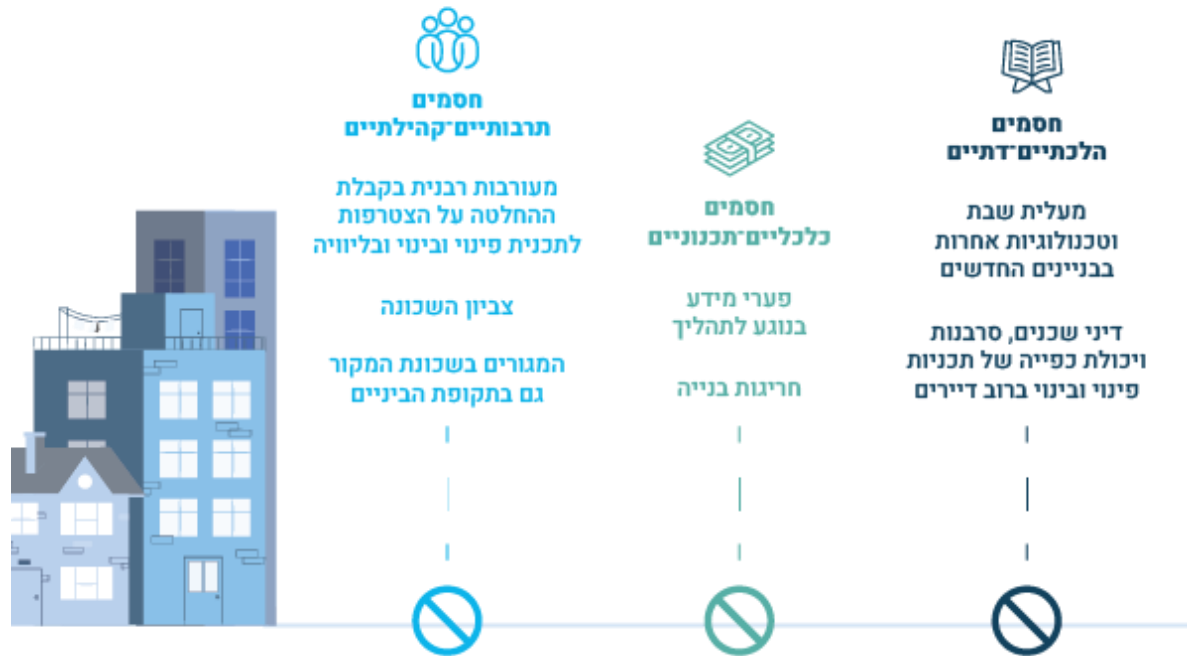 חסמים
הלכתיים־דתיים
מעלית שבת
וטכנולוגיות אחרות
בבניינים החדשים
דיני שכנים, סרבנות
ויכולת כפייה של תכניות
פינוי ובינוי ברוב דיירים
חסמים
כלכליים־תכנוניים
פערי מידע
בנוגע לתהליך
חריגות בנייה
חסמים
תרבותיים־קהילתיים
מעורבות רבנית בקבלת
ההחלטה על הצטרפות
לתכנית פינוי ובינוי ובליוויה
צביון השכונה
המגורים בשכונת המקור
גם בתקופת הביניים